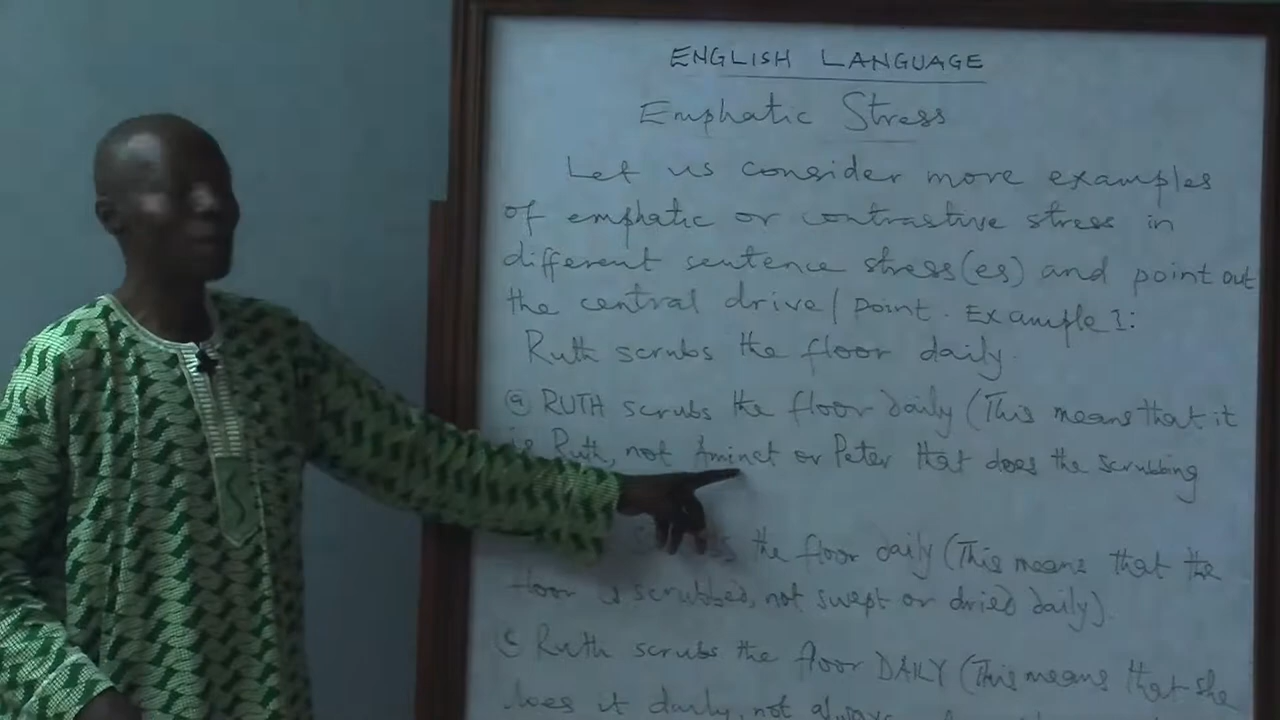 ENGLISH LANGUAGE
Emphatic Stress
Let us consider more examples
of emphatic or contrastive stress in
different sentence stress(es) and point out
the central drive/point. Example 1:
Ruth scrubs the floor daily.
(a) RUTH scrubs the floor daily (This means that it
is Ruth, not Aminet or Peter that does the scrubbing
the floor daily (This means that the
floor is scrubbed, not swept or dried daily).
(c Ruth scrubs the floor DAILY (This means that she
does it daily, not always